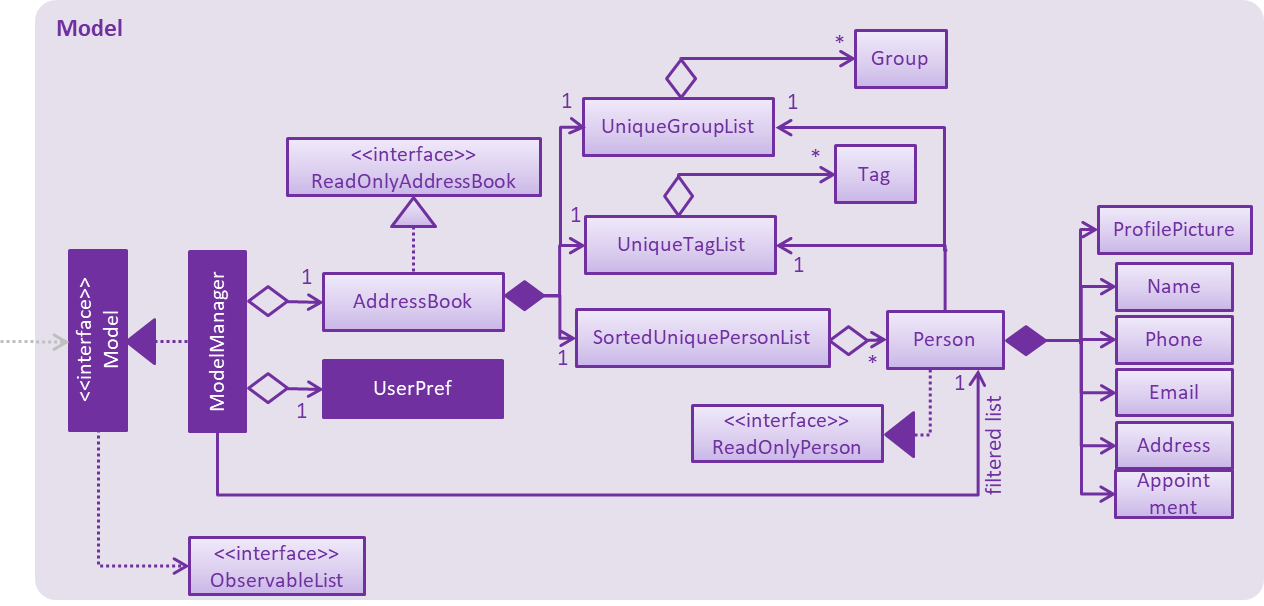 Model
*
Group
1
UniqueGroupList
1
<<interface>>
ReadOnlyAddressBook
*
Tag
1
UniqueTagList
1
ProfilePicture
<<interface>>
Model
ModelManager
1
AddressBook
Name
1
SortedUniquePersonList
*
Person
Phone
1
UserPref
1
filtered list
Email
<<interface>>
ReadOnlyPerson
Address
Appoint
ment
<<interface>>
ObservableList